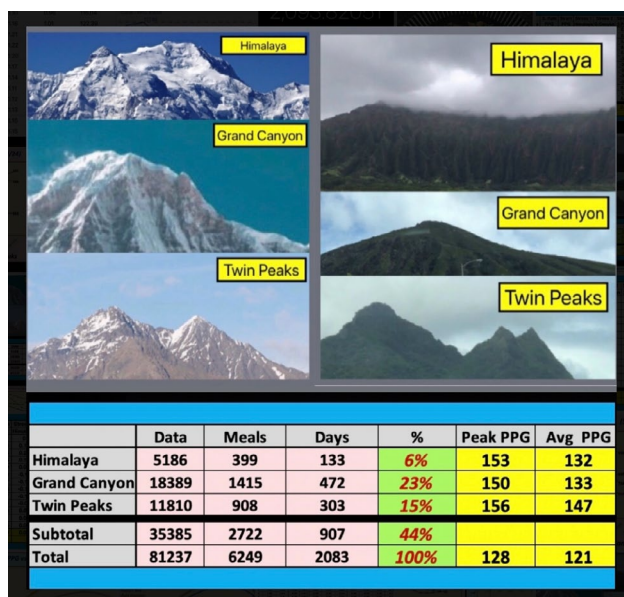 Himalaya
Grand Canyon
Twin Peaks
Himalaya
Grand Canyon
Twin Peaks
Data Meals Days % Peak PPG Avg PPG
Himalaya 5186 399 133 6% 153 132
Grand Canyon 18389 1415 472 23% 150 133
Twin Peaks 11810 908 303 15% 156 147
Subtotal 35385 2722 907 44%
Total 81237 6249 2083 100% 128 121